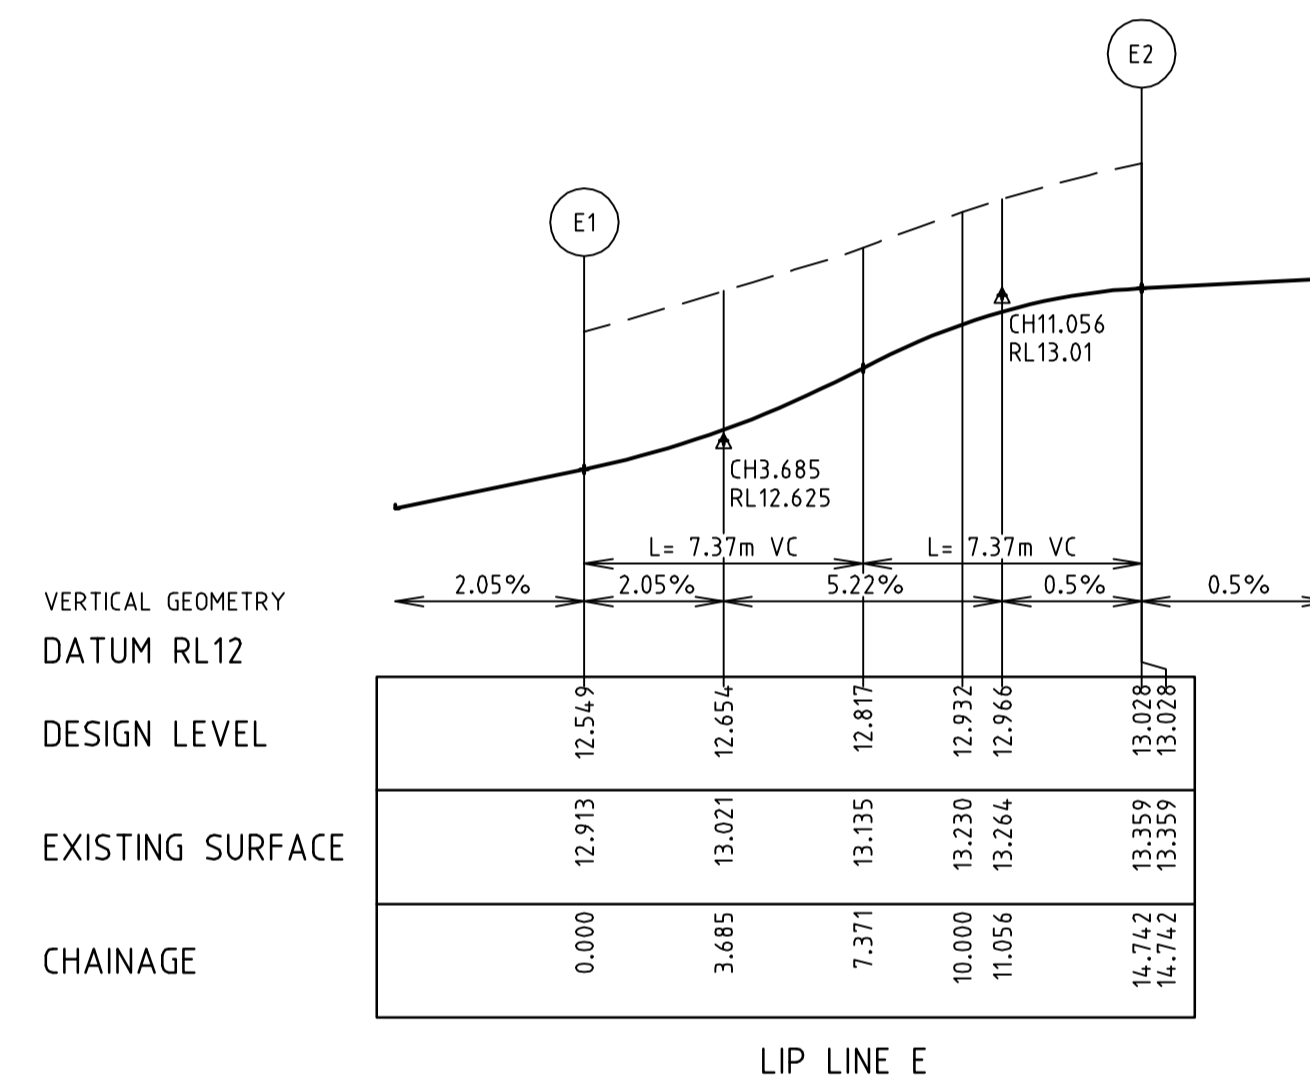 E2
E1
CH11.056
RL13.01
CH3.685
RL12.625
L= 7.37m VC L= 7.37m VC
VERTICAL GEOMETRY 2.05% 2.05% 5.22% 0.5% 0.5%
DATUM RL12
DESIGN LEVEL 12.549 12.654 12.817 12.932 12.966 13.028 13.028
EXISTING SURFACE 12.913 13.021 13.135 13.230 13.264 13.359 13.359
CHAINAGE 0.000 3.685 7.371 10.000 11.056 14.742 14.742
LIP LINE E